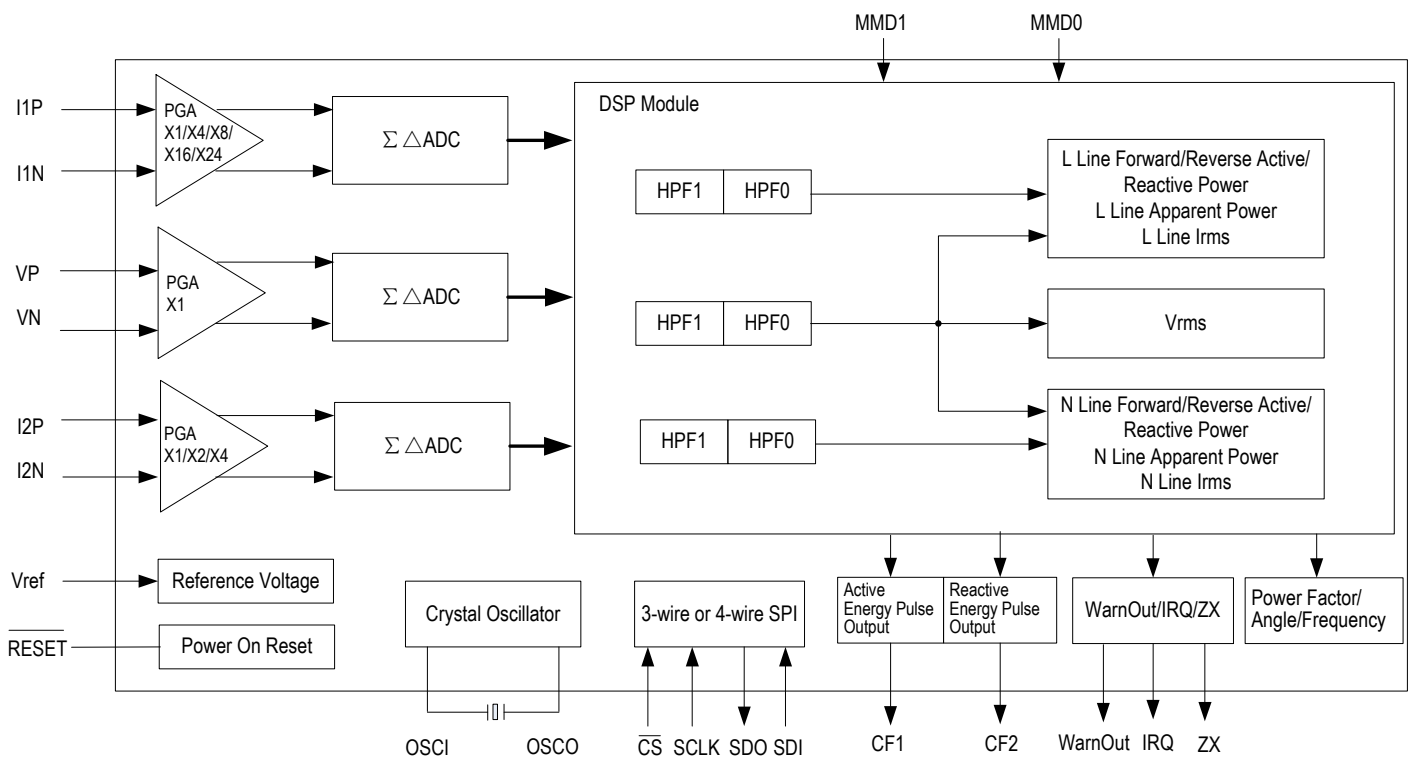 MMD1
MMD0
I1P
I1N
PGA
X1/X4/X8/
X16/X24
Σ △ADC
DSP Module
HPF1
HPF0
L Line Forward/Reverse Active/
Reactive Power
L Line Apparent Power
L Line Irms
VP
VN
PGA
X1
Σ △ADC
HPF1
HPF0
Vrms
I2P
I2N
PGA
X1/X2/X4
Σ △ADC
HPF1
HPF0
N Line Forward/Reverse Active/
Reactive Power
N Line Apparent Power
N Line Irms
Vref
Reference Voltage
RESET
Power On Reset
Crystal Oscillator
3-wire or 4-wire SPI
Active
Energy Pulse
Output
Reactive
Energy Pulse
Output
WarnOut/IRQ/ZX
Power Factor/
Angle/Frequency
OSCI
OSCO
CS
SCLK
SDO
SDI
CF1
CF2
WarnOut
IRQ
ZX